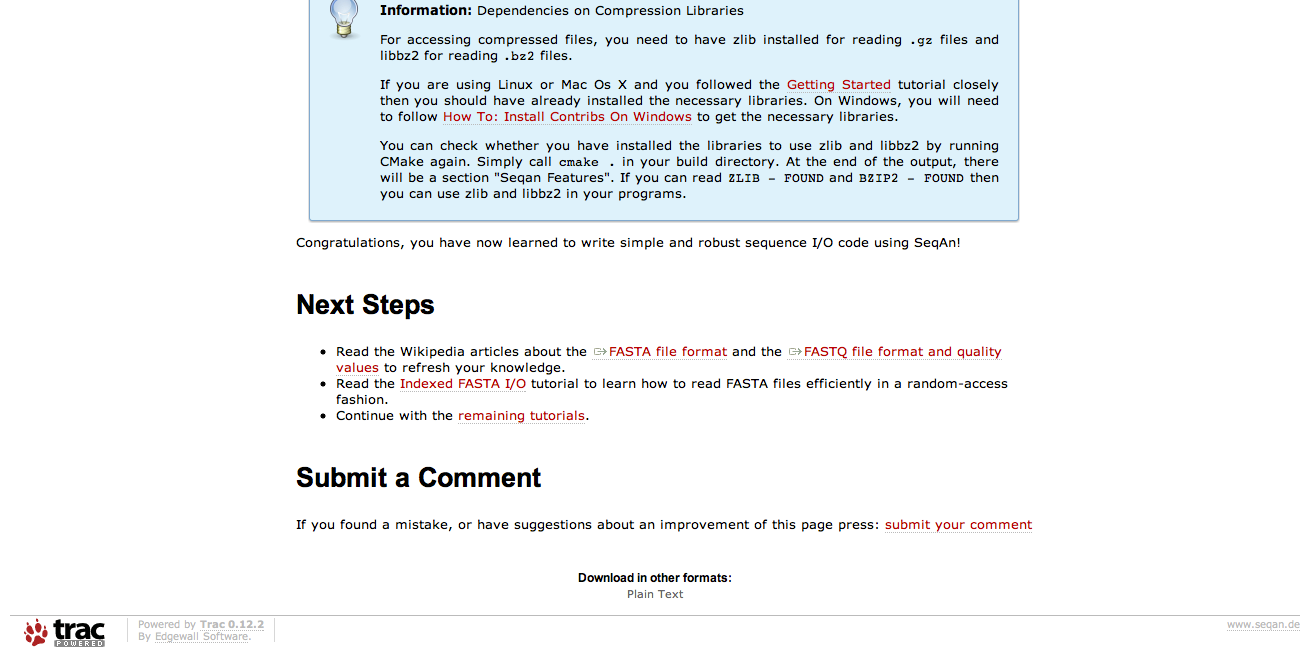 Information: Dependencies on Compression Libraries
For accessing compressed files, you need to have zlib installed for reading .gz files and
libbz2 for reading .bz2 files.
If you are using Linux or Mac Os X and you followed the Getting Started tutorial closely
then you should have already installed the necessary libraries. On Windows, you will need
to follow How To: Install Contribs On Windows to get the necessary libraries.
You can check whether you have installed the libraries to use zlib and libbz2 by running
CMake again. Simply call cmake . in your build directory. At the end of the output, there
will be a section "Seqan Features". If you can read ZLIB - FOUND and BZIP2 - FOUND then
you can use zlib and libbz2 in your programs.
Congratulations, you have now learned to write simple and robust sequence I/O code using SeqAn!
Next Steps
• Read the Wikipedia articles about the FASTA file format and the FASTQ file format and quality
values to refresh your knowledge.
• Read the Indexed FASTA I/O tutorial to learn how to read FASTA files efficiently in a random-access
fashion.
• Continue with the remaining tutorials.
Submit a Comment
If you found a mistake, or have suggestions about an improvement of this page press: submit your comment
Download in other formats:
Plain Text
trac
POWERED
Powered by Trac 0.12.2
By Edgewall Software.
www.seqan.de